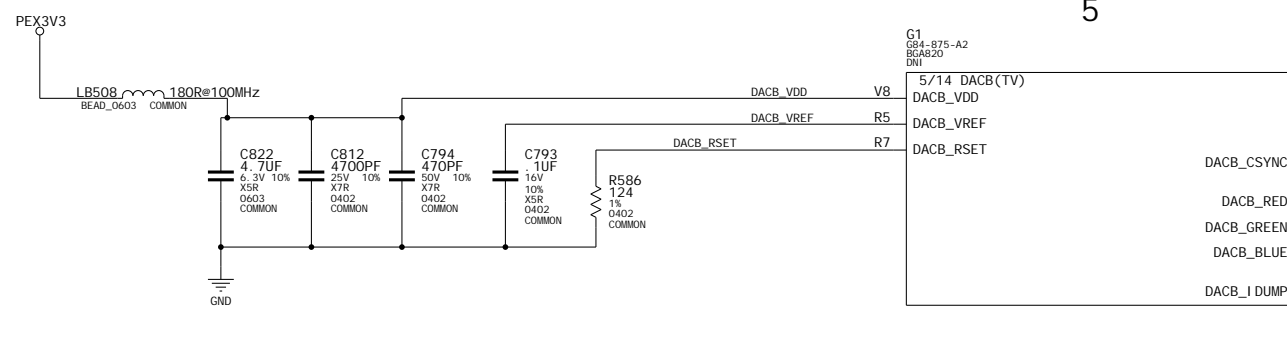 5
PEX3V3
G1
G84-875-A2
BGA820
DNI
LB508 180R@100MHz
BEAD_0603 COMMON
5/14 DACB(TV)
DACB_VDD V8 DACB_VDD
DACB_VREF R5 DACB_VREF
DACB_RSET R7 DACB_RSET
C822
4.7UF
6.3V 10%
X5R
0603
COMMON
C812
4700PF
25V 10%
X7R
0402
COMMON
C794
470PF
50V 10%
X7R
0402
COMMON
C793
.1UF
16V
10%
X5R
0402
COMMON
R586
124
1%
0402
COMMON
DACB_CSYNC
DACB_RED
DACB_GREEN
DACB_BLUE
DACB_IDUMP
GND